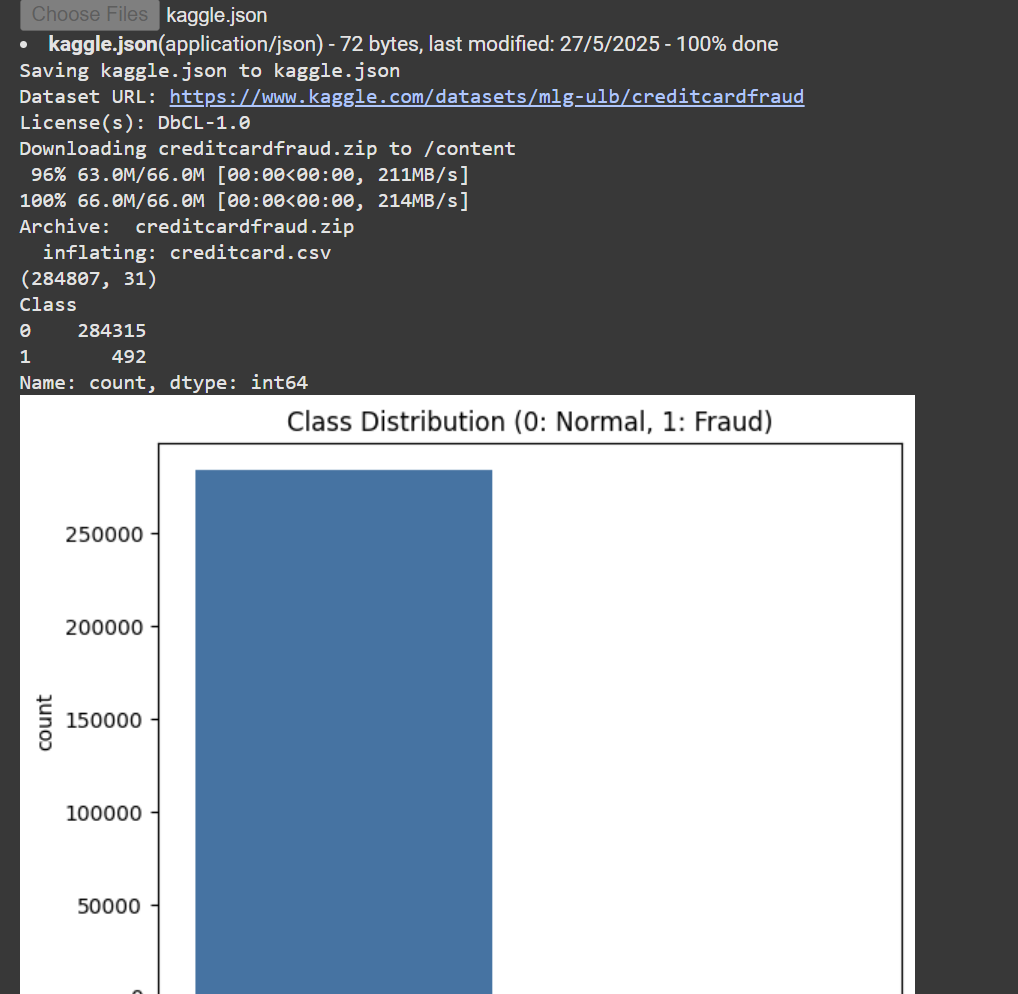 Choose Files kaggle.json
• kaggle.json(application/json) - 72 bytes, last modified: 27/5/2025 - 100% done
Saving kaggle.json to kaggle.json
Dataset URL: https://www.kaggle.com/datasets/mlg-ulb/creditcardfraud
License(s): DbCL-1.0
Downloading creditcardfraud.zip to /content
 96% 63.0M/66.0M [00:00<00:00, 211MB/s]
100% 66.0M/66.0M [00:00<00:00, 214MB/s]
Archive:  creditcardfraud.zip
  inflating: creditcard.csv
(284807, 31)
Class
0    284315
1       492
Name: count, dtype: int64
Class Distribution (0: Normal, 1: Fraud)
250000
200000
count
150000
100000
50000
0